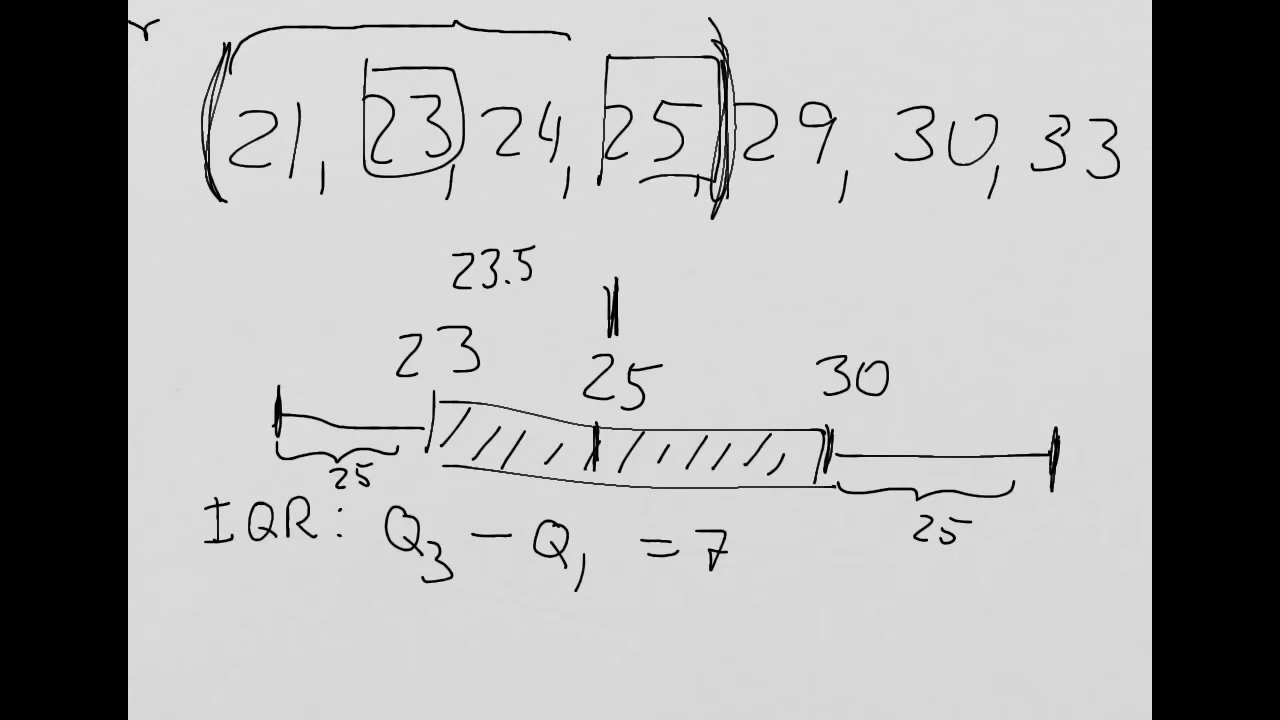 (21, 23, 24, 25,) 29, 30, 33
23.5
23 25 30
25 25
IQR: Q3 - Q1 = 7